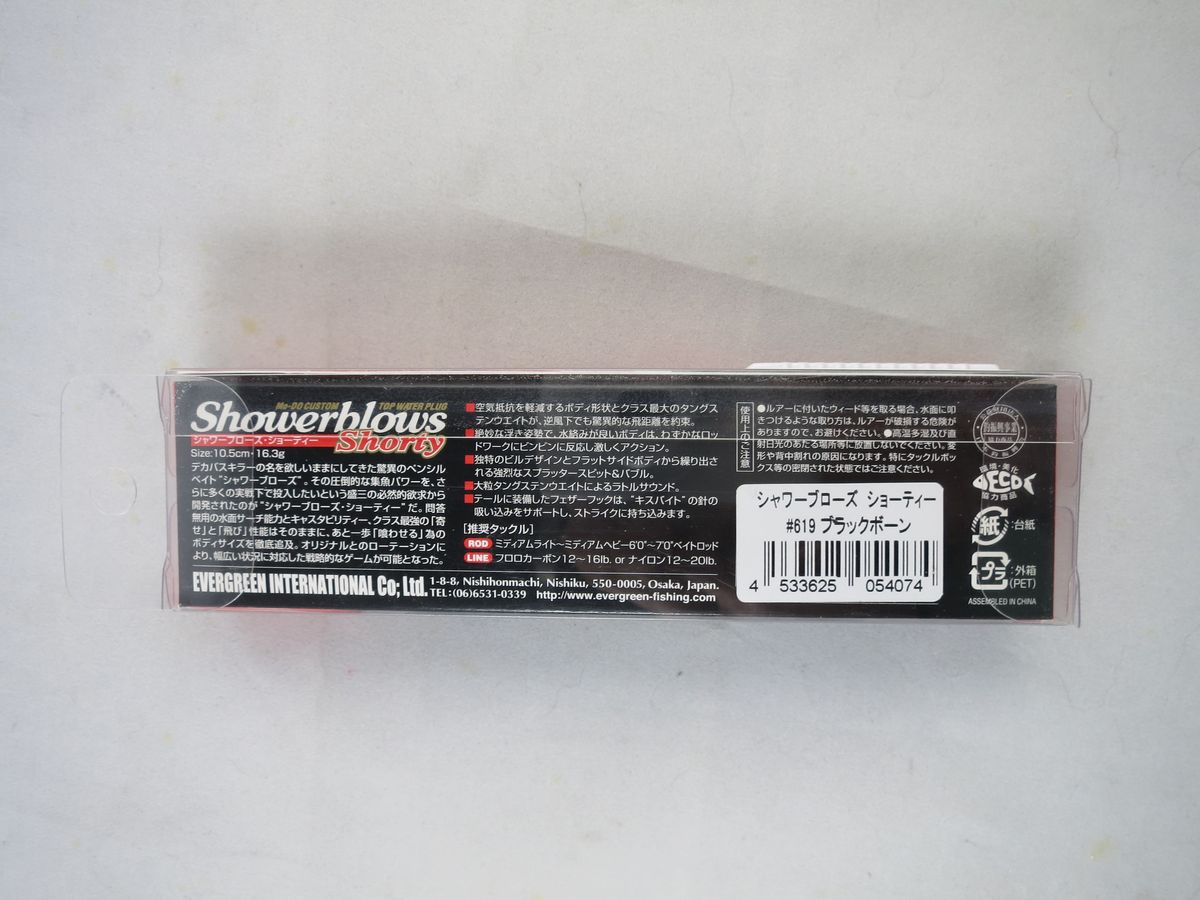 Mo-DO CUSTOM TOP WATER PLUG
Showerblows
シャワーブローズ・ショーティー Shorty
Size:10.5cm・16.3g
デカバスキラーの名を欲しいままにしてきた驚異のペンシル
ベイト“シャワーブローズ”。その圧倒的な集魚パワーを、さ
らに多くの実戦下で投入したいという盛三の必然的欲求から
開発されたのが“シャワーブローズ・ショーティー”だ。問答
無用の水面サーチ能力とキャスタビリティー、クラス最強の「寄
せ」と「飛び」性能はそのままに、あと一歩「喰わせる」為の
ボディサイズを徹底追及。オリジナルとのローテーションに
より、幅広い状況に対応した戦略的なゲームが可能となった。
■空気抵抗を軽減するボディ形状とクラス最大のタングス
テンウエイトが、逆風下でも驚異的な飛距離を約束。
■絶妙な浮き姿勢で、水絡みが良いボディは、わずかなロッ
ドワークにビンビンに反応し激しくアクション。
■独特のビルデザインとフラットサイドボディから繰り出さ
れる強烈なスプラッタースピット&バブル。
■大粒タングステンウエイトによるラトルサウンド。
■テールに装備したフェザーフックは、“キスバイト”の針の
吸い込みをサポートし、ストライクに持ち込みます。
[推奨タックル]
ROD ミディアムライト〜ミディアムヘビー6'0"〜7'0"ベイトロッド
LINE フロロカーボン12〜16lb. or ナイロン12〜20lb.
EVERGREEN INTERNATIONAL Co; Ltd. 1-8-8, Nishihonmachi, Nishiku, 550-0005, Osaka, Japan.
TEL:(06)6531-0339 http://www.evergreen-fishing.com
使用上のご注意
●ルアーに付いたウィード等を取る場合、水面に叩
きつけるような取り方は、ルアーが破損する危険が
ありますので、お避けください。●高温多湿及び直
射日光のあたる場所等に放置しないでください。変
形や背中割れの原因になります。特にタックルボッ
クス等の密閉された状態ではご注意ください。
シャワーブローズ ショーティー
#619 ブラックボーン
4 533625 054074
環境・美化
ECO
協力商品
紙 :台紙
プラ :外箱
(PET)
ASSEMBLED IN CHINA